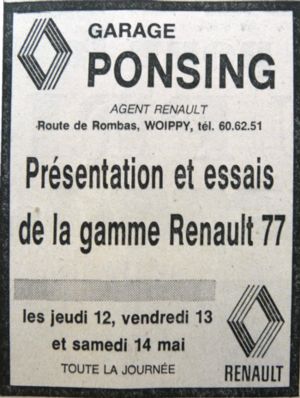 GARAGE
PONSING
AGENT RENAULT
Route de Rombas, WOIPPY, tél. 60.62.51
Présentation et essais
de la gamme Renault 77
les jeudi 12, vendredi 13
et samedi 14 mai
TOUTE LA JOURNÉE
RENAULT